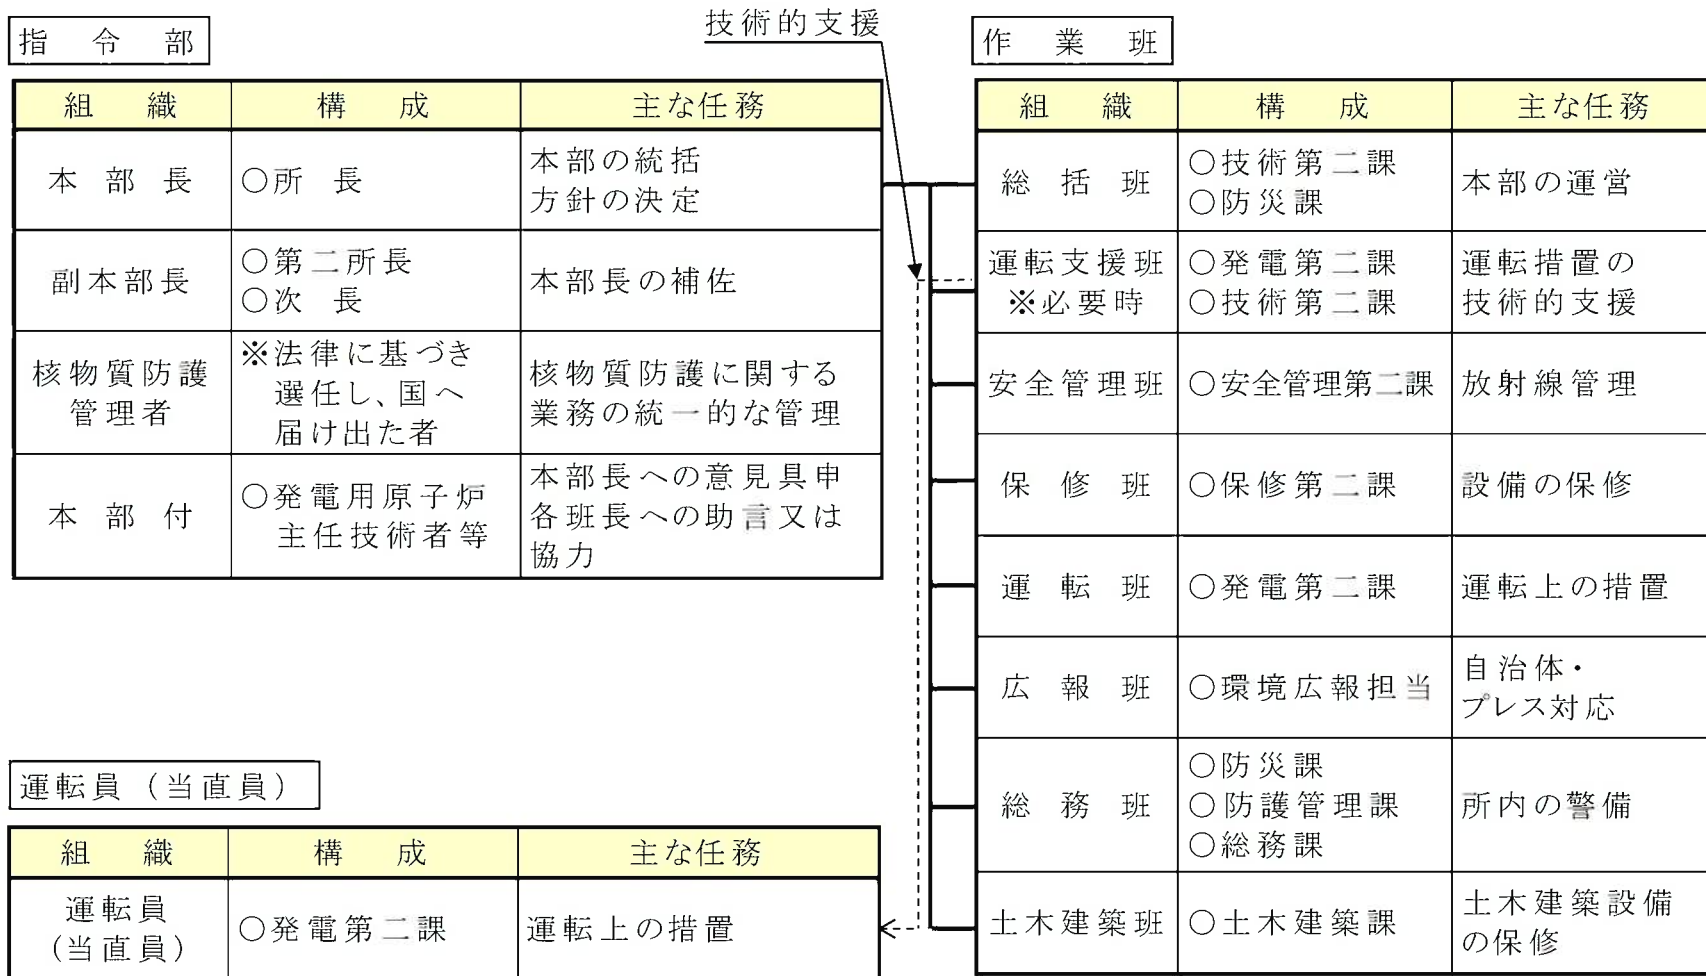 技術的支援
指令部
組織 構成 主な任務
本部長 ○所長 本部の統括
方針の決定
副本部長 ○第二所長 本部長の補佐
○次長
核物質防護 ※法律に基づき 核物質防護に関する
管理者 選任し、国へ 業務の統一的な管理
届け出た者
本部付 ○発電用原子炉 本部長への意見具申
主任技術者等 各班長への助言又は
協力
運転員（当直員）
組織 構成 主な任務
運転員 ○発電第二課 運転上の措置
(当直員)
作業班
組織 構成 主な任務
総括班 ○技術第二課 本部の運営
○防災課
運転支援班 ○発電第二課 運転措置の
※必要時 ○技術第二課 技術的支援
安全管理班 ○安全管理第二課 放射線管理
保修班 ○保修第二課 設備の保修
運転班 ○発電第二課 運転上の措置
広報班 ○環境広報担当 自治体・
プレス対応
総務班 ○防災課 所内の警備
○防護管理課
○総務課
土木建築班 ○土木建築課 土木建築設備
の保修